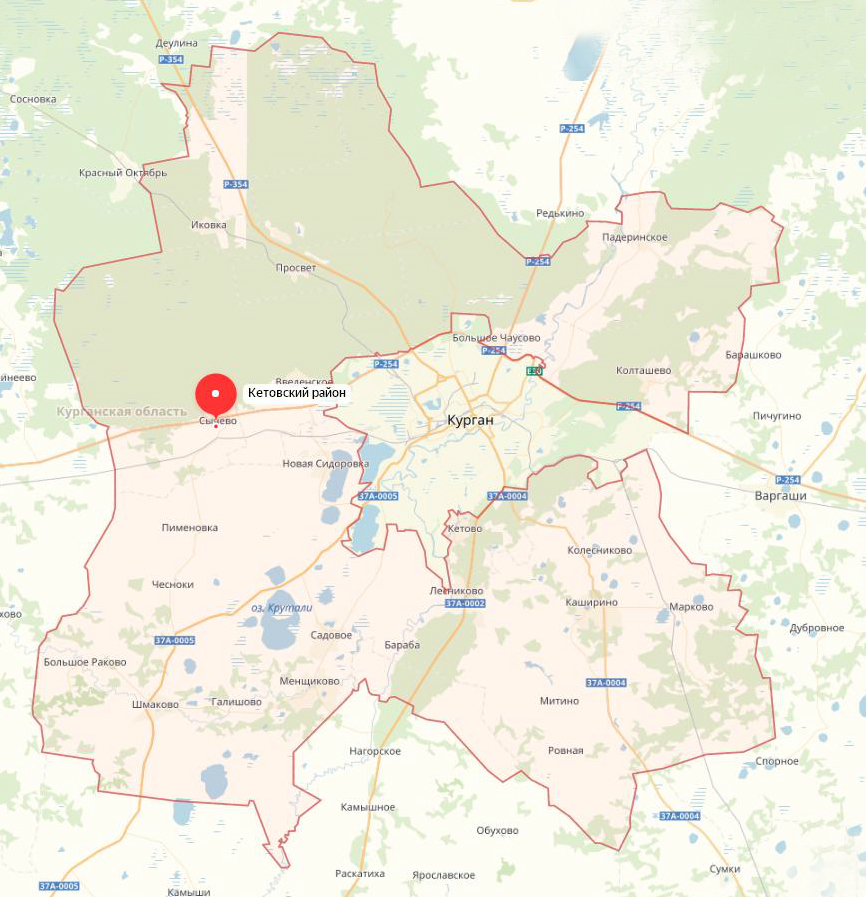 Деулина
Р-354
Сосновка
Р-254
Красный Октябрь
Р-354
Редькино
Иковка
Падеринское
Просвет
Р-254
Большое Чаусово
Р-254
Барашково
Р-254
Колташево
E30
инеево
Введенское
Кетовский район
Р-254
Курганская область
Сычево
Курган
Пичугино
Новая Сидоровка
Р-254
37А-0005
37А-0004
Варгаши
Пименовка
Кетово
Колесниково
Чесноки
Лесниково
37А-0002
Каширино
Марково
оз. Крутали
хово
Садовое
Дубровное
37А-0005
Бараба
Большое Раково
Менщиково
37А-0004
Шмаково
Галишово
Митино
Нагорское
Ровная
Спорное
Камышное
37А-0004
Обухово
Раскатиха
Ярославское
Сумки
37А-0005
Камыши